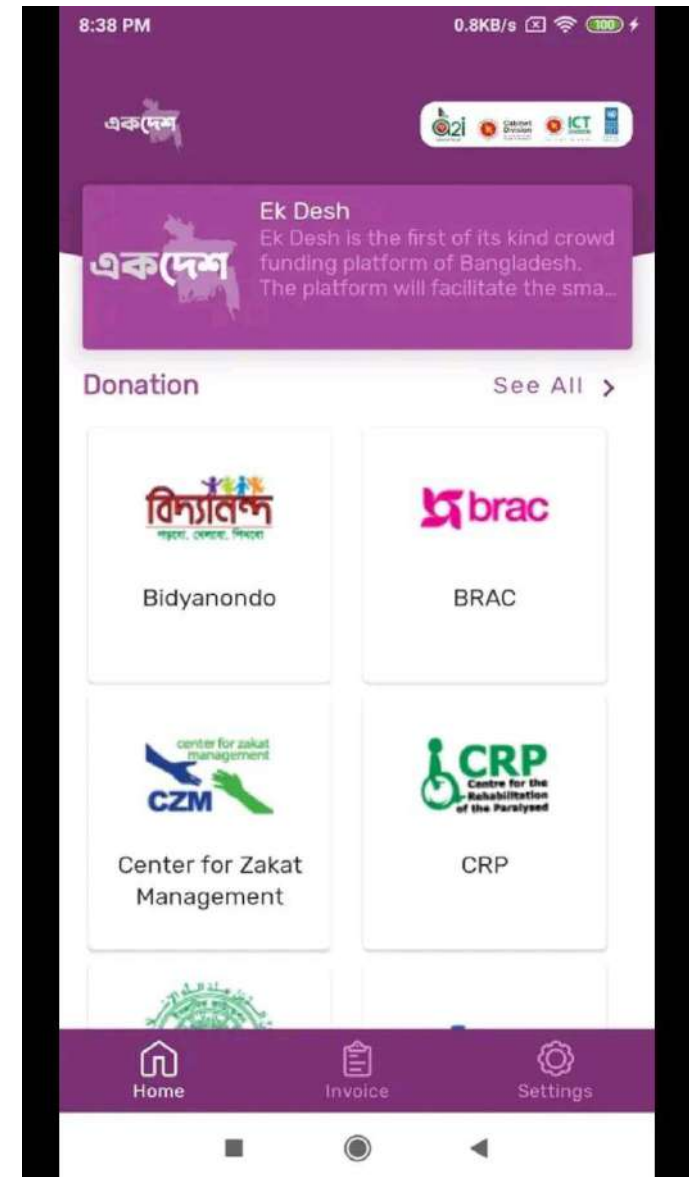 8:38 PM
0.8KB/s
100
একদেশ
a2i
Cabinet
Division
ICT
Ek Desh
একদেশ
Ek Desh is the first of its kind crowd
funding platform of Bangladesh.
The platform will facilitate the sma...
Donation
See All
বিদ্যানন্দ
পড়বো, খেলবো, শিখবো
brac
Bidyanondo
BRAC
center for zakat
management
CZM
CRP
Centre for the
Rehabilitation
of the Paralysed
Center for Zakat
Management
CRP
Home
Invoice
Settings